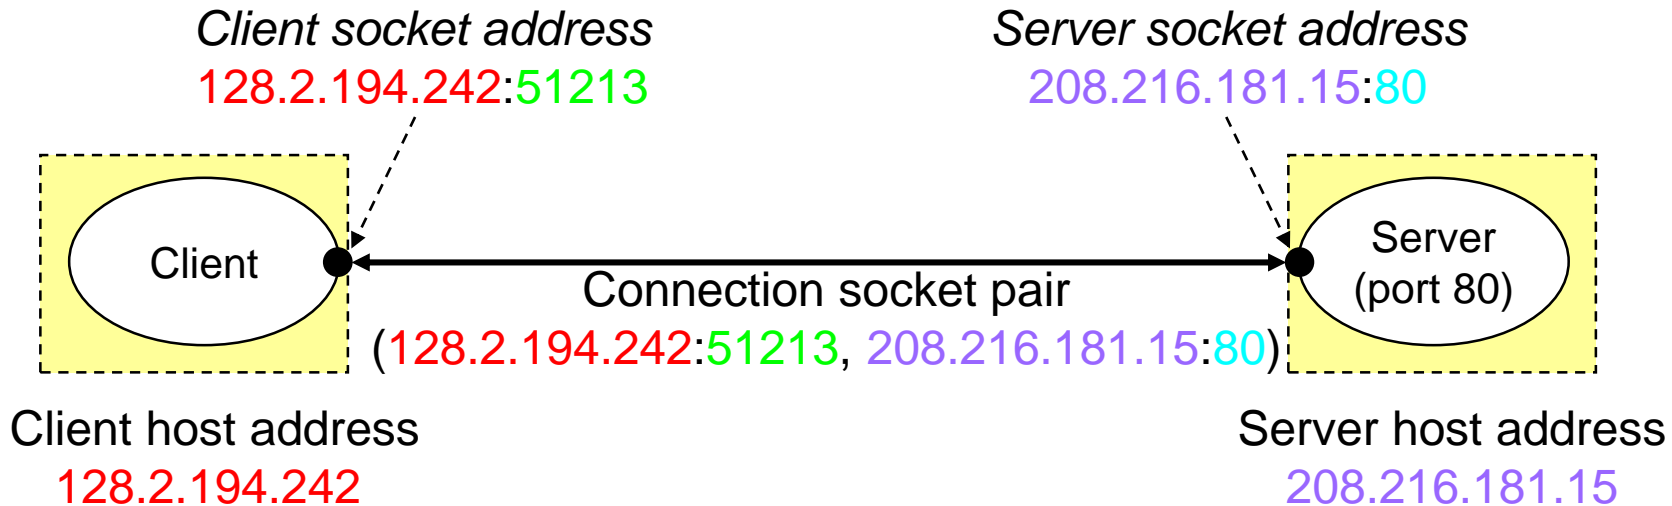 Client socket address
128.2.194.242:51213
Server socket address
208.216.181.15:80
Client
Server
(port 80)
Connection socket pair
(128.2.194.242:51213, 208.216.181.15:80)
Client host address
128.2.194.242
Server host address
208.216.181.15